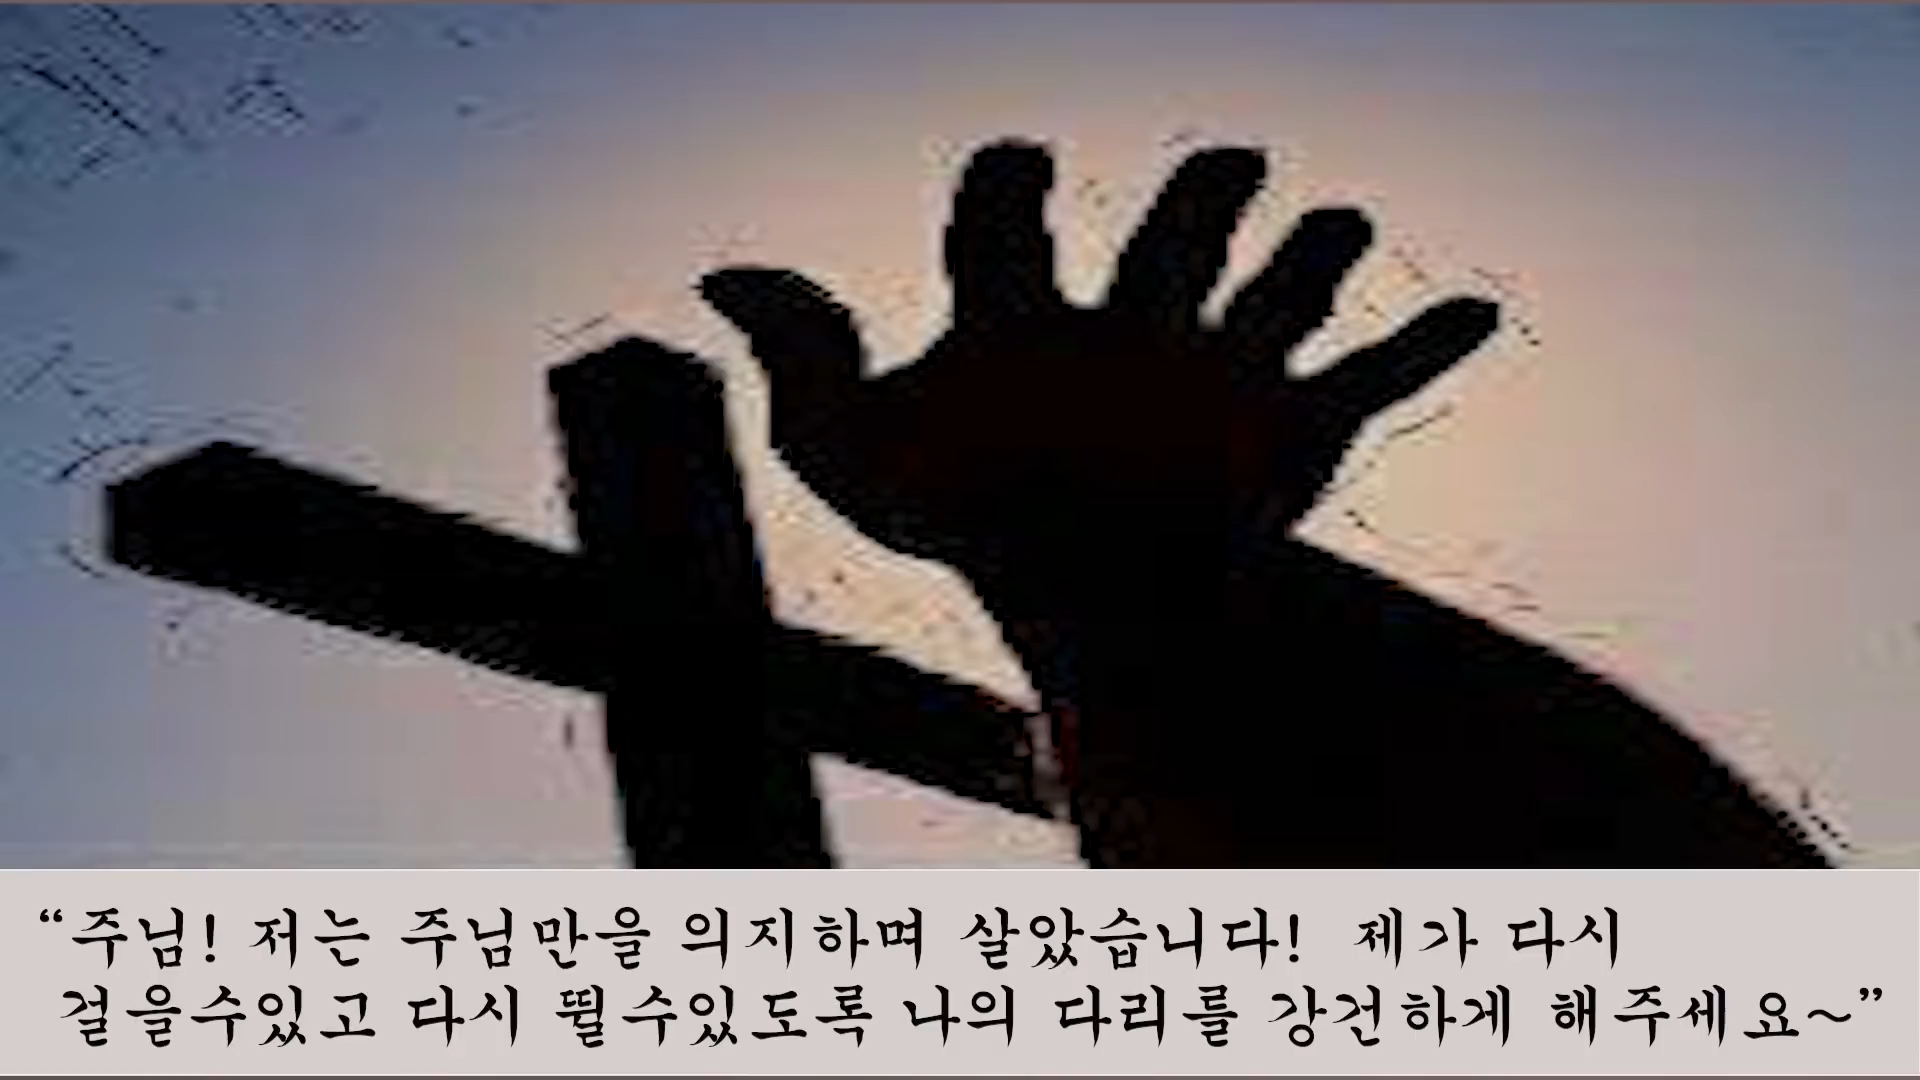 “주님! 저는 주님만을 의지하며 살았습니다! 제가 다시
걸을수있고 다시 뛸수있도록 나의 다리를 강건하게 해주세요~”